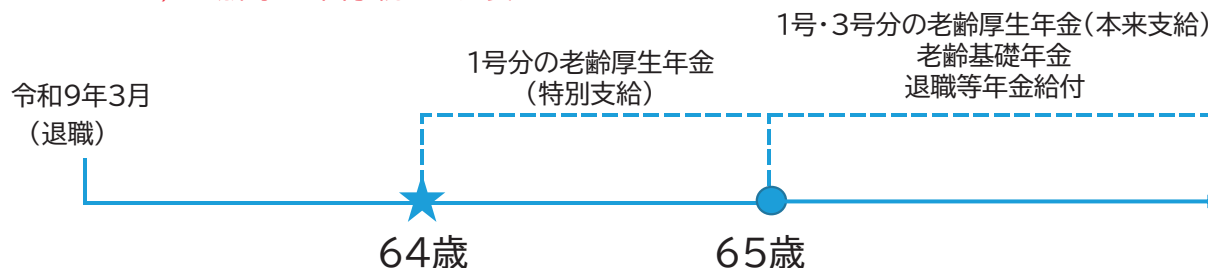 1号・3号分の老齢厚生年金(本来支給)
老齢基礎年金
退職等年金給付
1号分の老齢厚生年金
(特別支給)
令和9年3月
(退職)
64歳
65歳